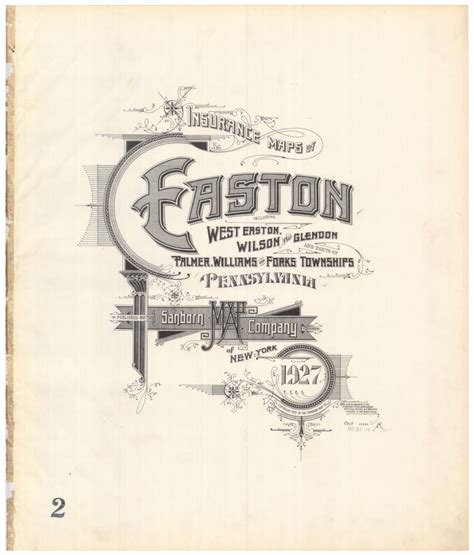 INSURANCE MAPS of
EASTON
INCLUDING
WEST EASTON,
WILSON AND GLENDON
AND PARTS OF
PALMER, WILLIAMS AND FORKS TOWNSHIPS
PENNSYLVANIA
PUBLISHED BY
Sanborn MAP Company
of NEW YORK
1927
2